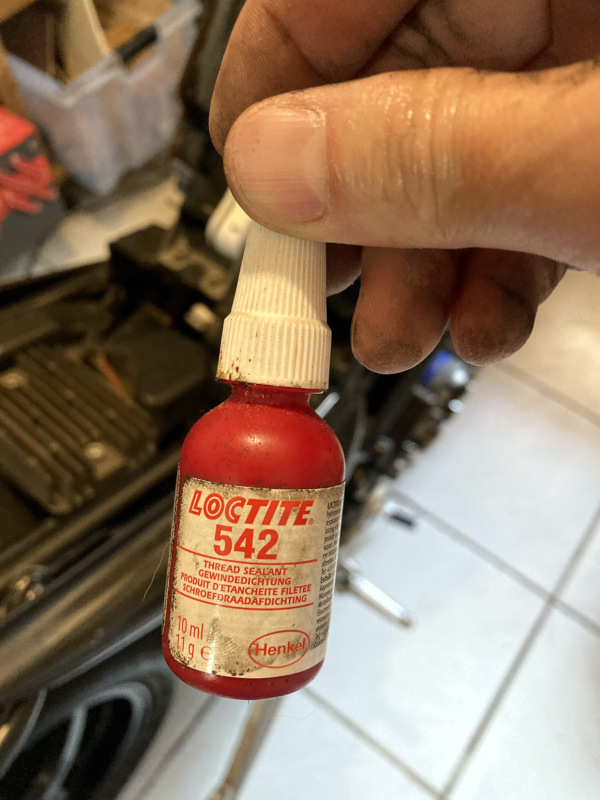 LOCTITE®
542
THREAD SEALANT
GEWINDEDICHTUNG
PRODUIT D'ETANCHEITE FILETEE
SCHROEFDRAADAFDICHTING
10 ml
11 g e
Henkel